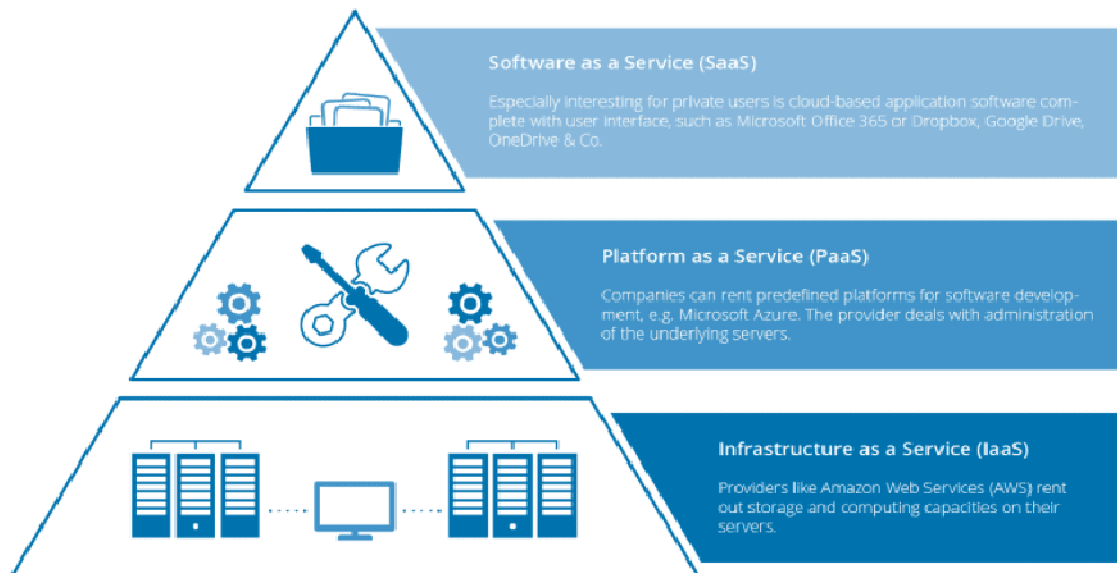 Software as a Service (SaaS)
Especially interesting for private users is cloud-based application software com-
plete with user interface, such as Microsoft Office 365 or Dropbox, Google Drive,
OneDrive & Co.
Platform as a Service (PaaS)
Companies can rent predefined platforms for software develop-
ment, e.g. Microsoft Azure. The provider deals with administration
of the underlying servers.
Infrastructure as a Service (IaaS)
Providers like Amazon Web Services (AWS) rent
out storage and computing capacities on their
servers.